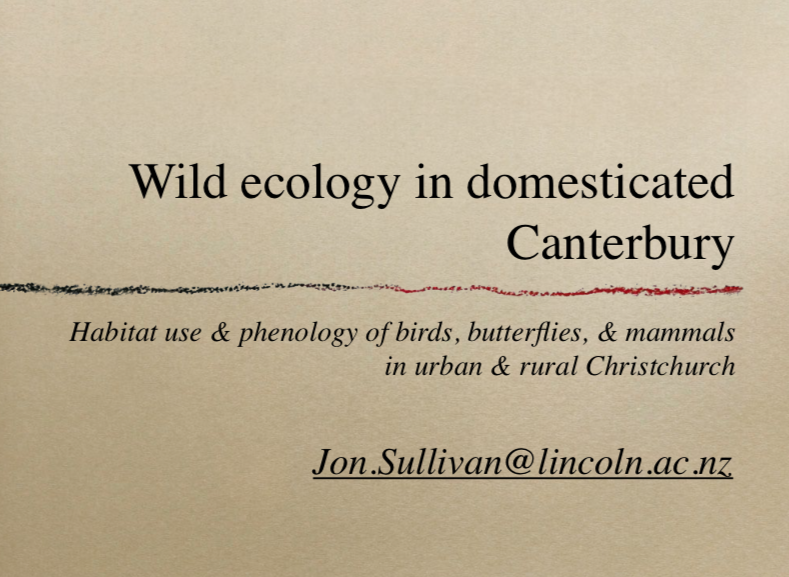 Wild ecology in domesticated
Canterbury
Habitat use & phenology of birds, butterflies, & mammals
in urban & rural Christchurch
Jon.Sullivan@lincoln.ac.nz